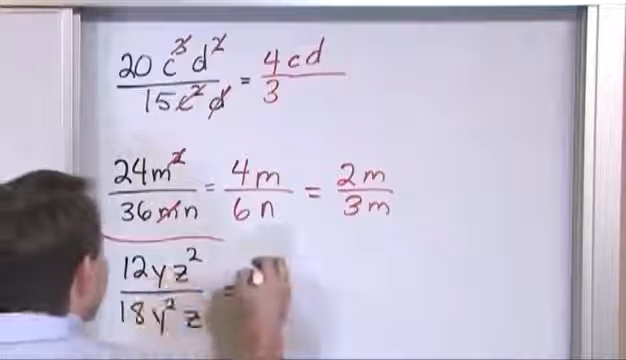 20 c³ d² / 15 c² d = 4 c d / 3
24 m² / 36 m n = 4 m / 6 n = 2 m / 3 m
12 y z² / 18 y² z =